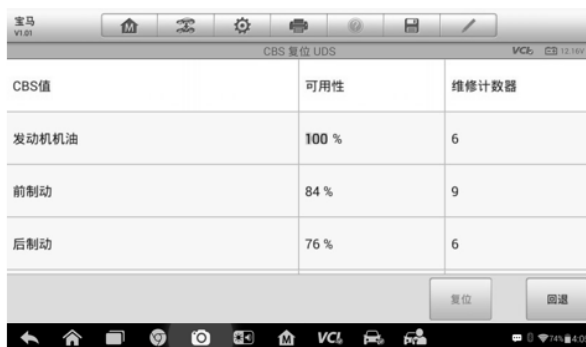 宝马
V1.01
CBS 复位 UDS
VCI 12.16V
CBS值 可用性 维修计数器
发动机机油 100 % 6
前制动 84 % 9
后制动 76 % 6
复位 回退
VCI 74%